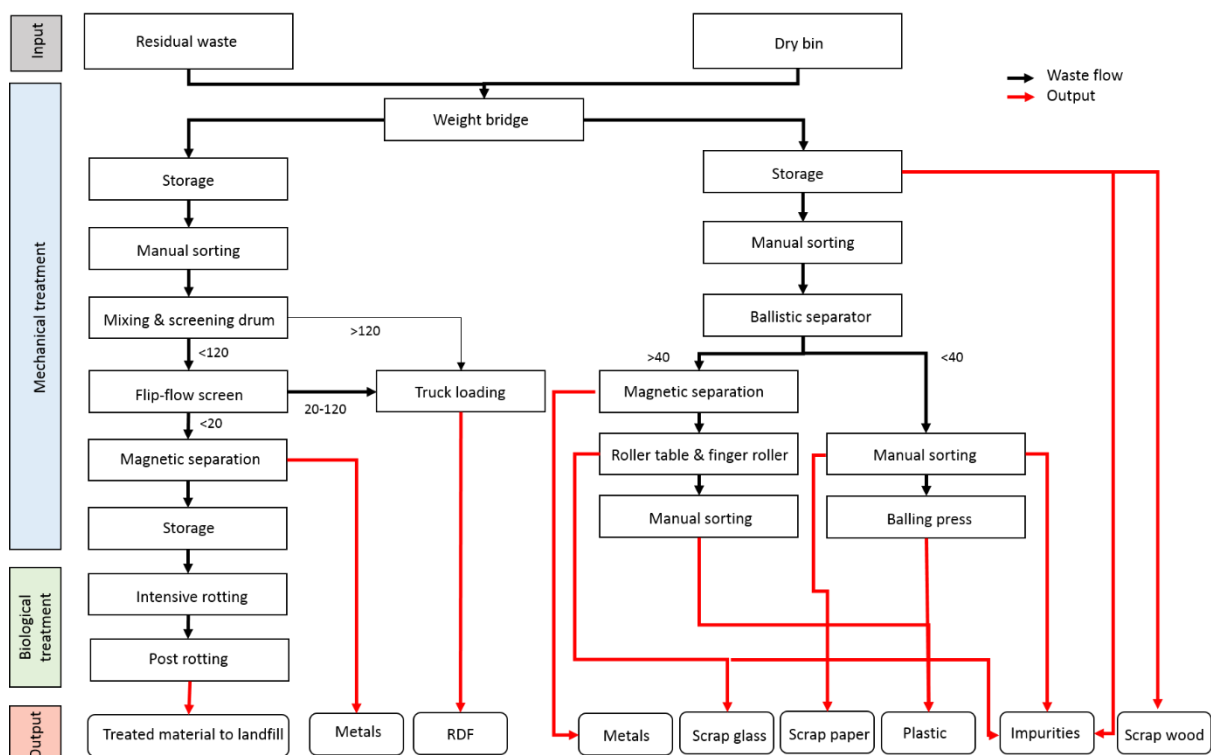 Input
Residual waste
Dry bin
Waste flow
Output
Weight bridge
Mechanical treatment
Storage
Storage
Manual sorting
Manual sorting
Mixing & screening drum
>120
Ballistic separator
<120
>40
<40
Flip-flow screen
20-120
Truck loading
Magnetic separation
<20
Magnetic separation
Roller table & finger roller
Manual sorting
Storage
Manual sorting
Balling press
Biological
treatment
Intensive rotting
Post rotting
Output
Treated material to landfill
Metals
RDF
Metals
Scrap glass
Scrap paper
Plastic
Impurities
Scrap wood